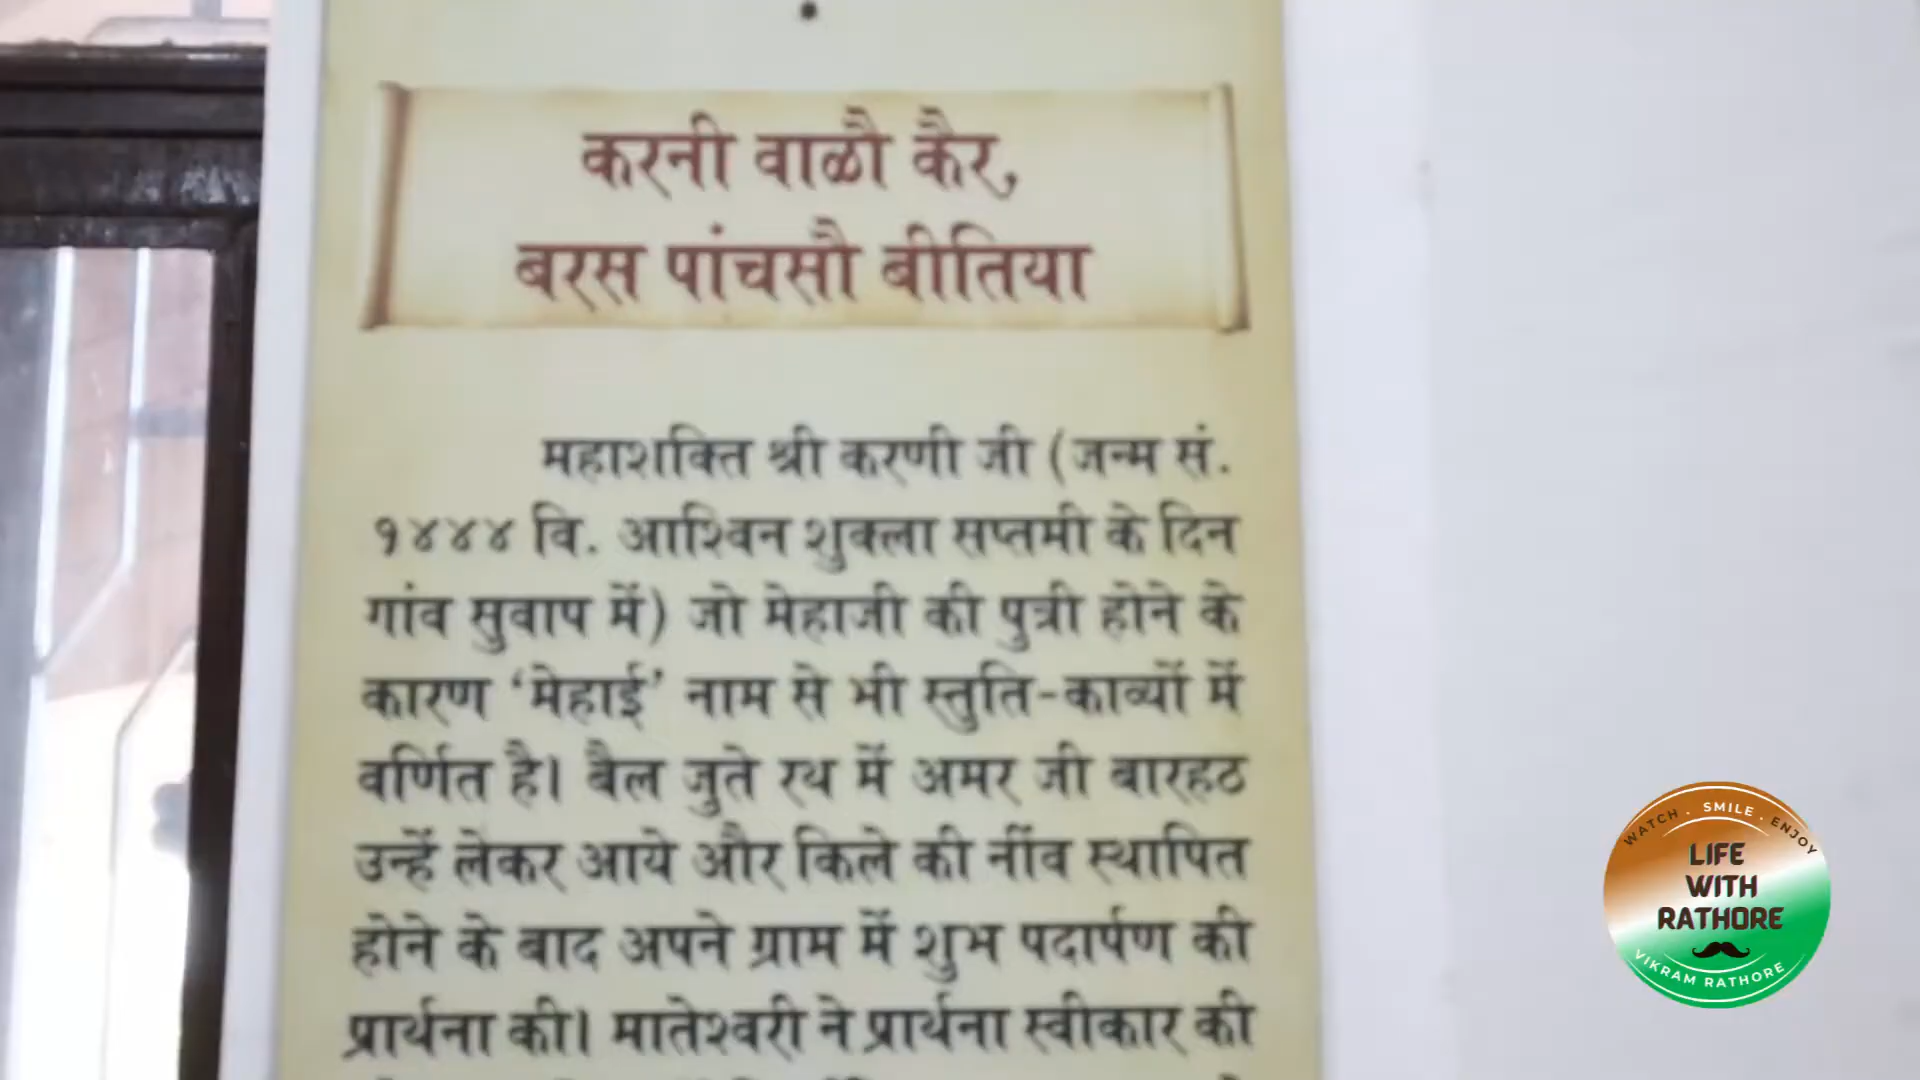 करनी वाळौ कैर,
बरस पांचसौ बीतिया
महाशक्ति श्री करणी जी (जन्म सं.
१४४४ वि. आश्विन शुक्ला सप्तमी के दिन
गांव सुवाप में) जो मेहाजी की पुत्री होने के
कारण ‘मेहाई’ नाम से भी स्तुति-काव्यों में
वर्णित है। बैल जुते रथ में अमर जी बारहठ
उन्हें लेकर आये और किले की नींव स्थापित
होने के बाद अपने ग्राम में शुभ पदार्पण की
प्रार्थना की। मातेश्वरी ने प्रार्थना स्वीकार की
WATCH . SMILE . ENJOY
LIFE
WITH
RATHORE
VIKRAM RATHORE